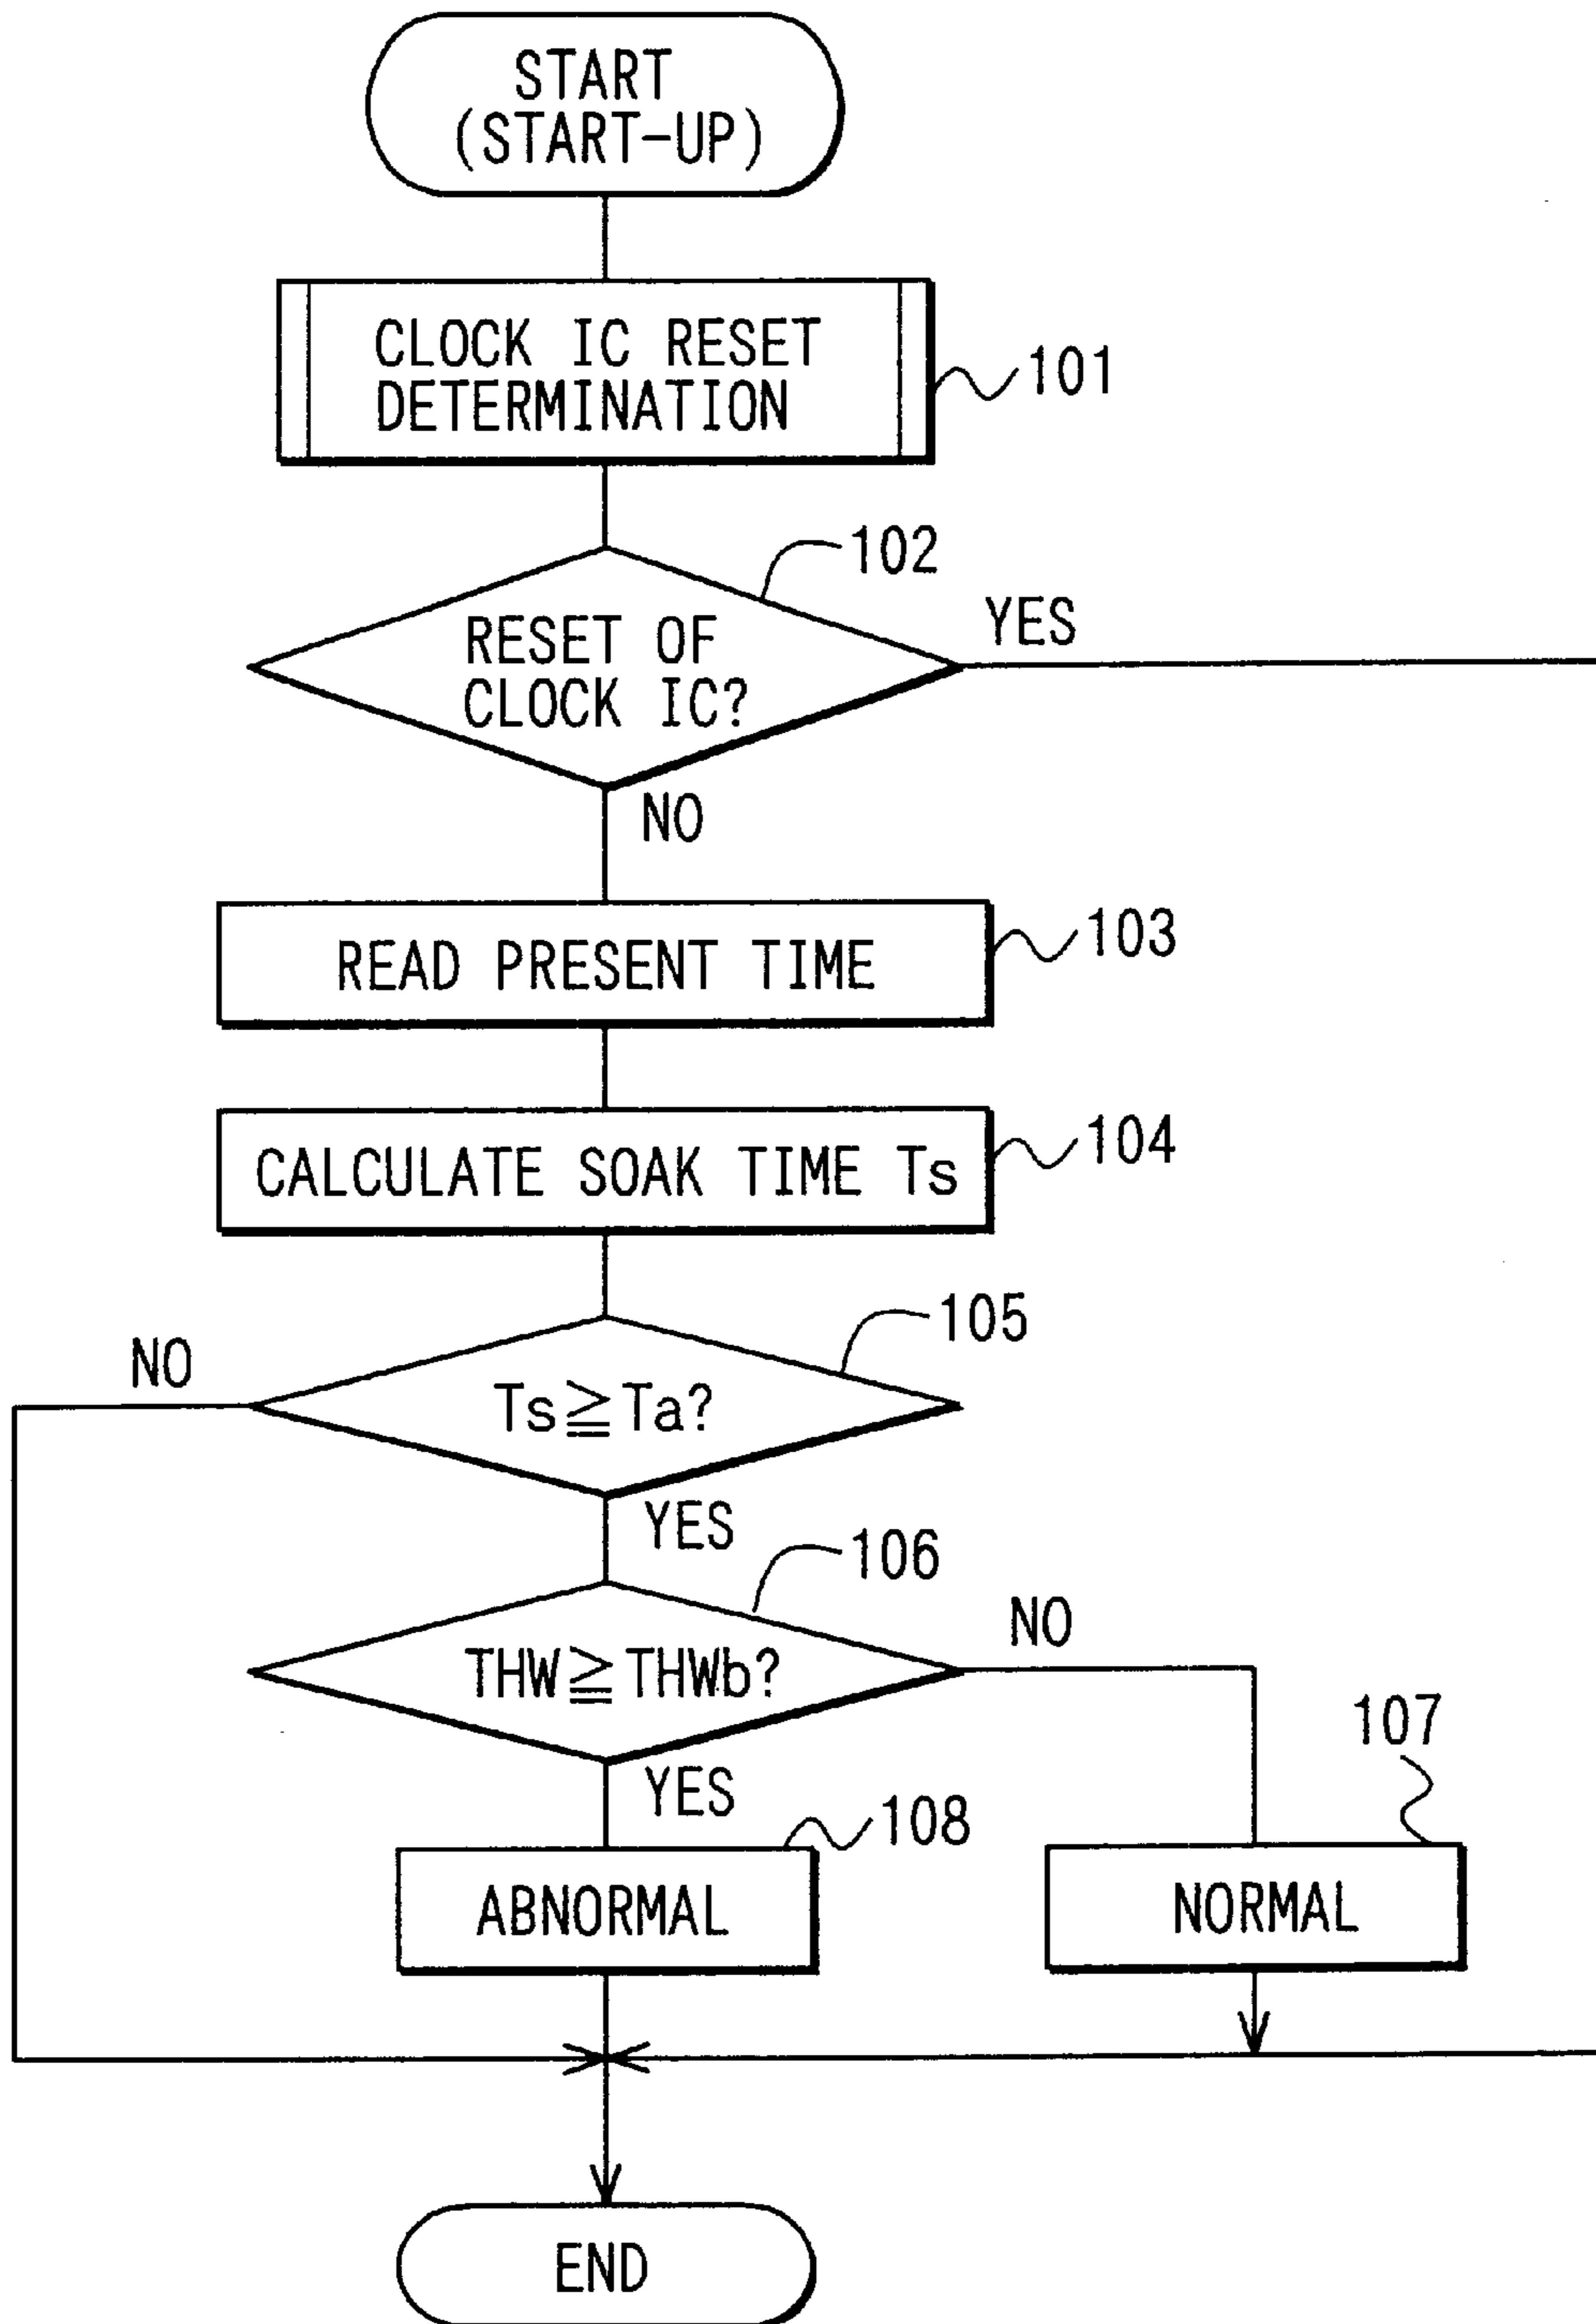 START
(START-UP)
CLOCK IC RESET
DETERMINATION
101
102
RESET OF
CLOCK IC?
YES
NO
READ PRESENT TIME
103
CALCULATE SOAK TIME Ts
104
105
NO
Ts≧Ta?
YES
106
NO
THW≧THWb?
107
YES
108
ABNORMAL
NORMAL
END